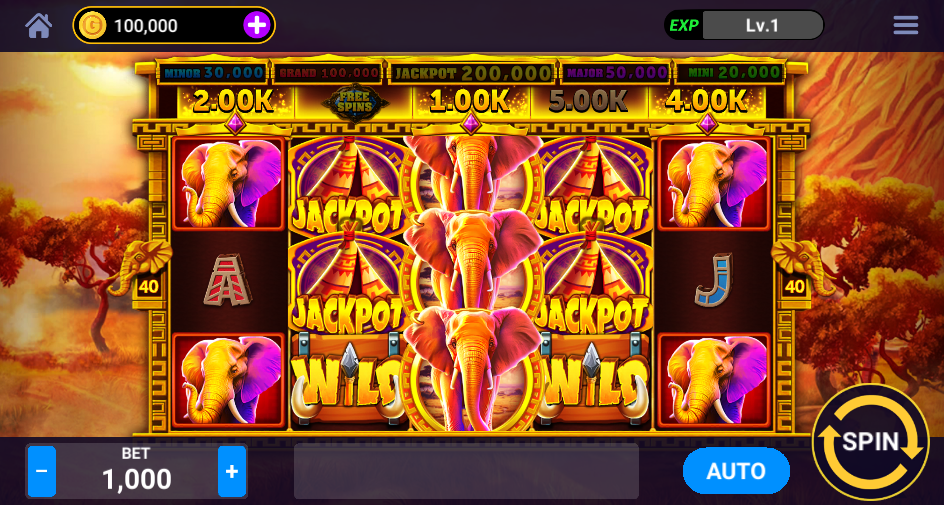 G 100,000 +
EXP Lv.1
MINOR 30,000 GRAND 100,000 JACKPOT 200,000 MAJOR 50,000 MINI 20,000
2.00K FREE SPINS 1.00K 5.00K 4.00K
JACKPOT JACKPOT
40 A JACKPOT JACKPOT J 40
WILD WILD
BET
- 1,000 +
AUTO
SPIN